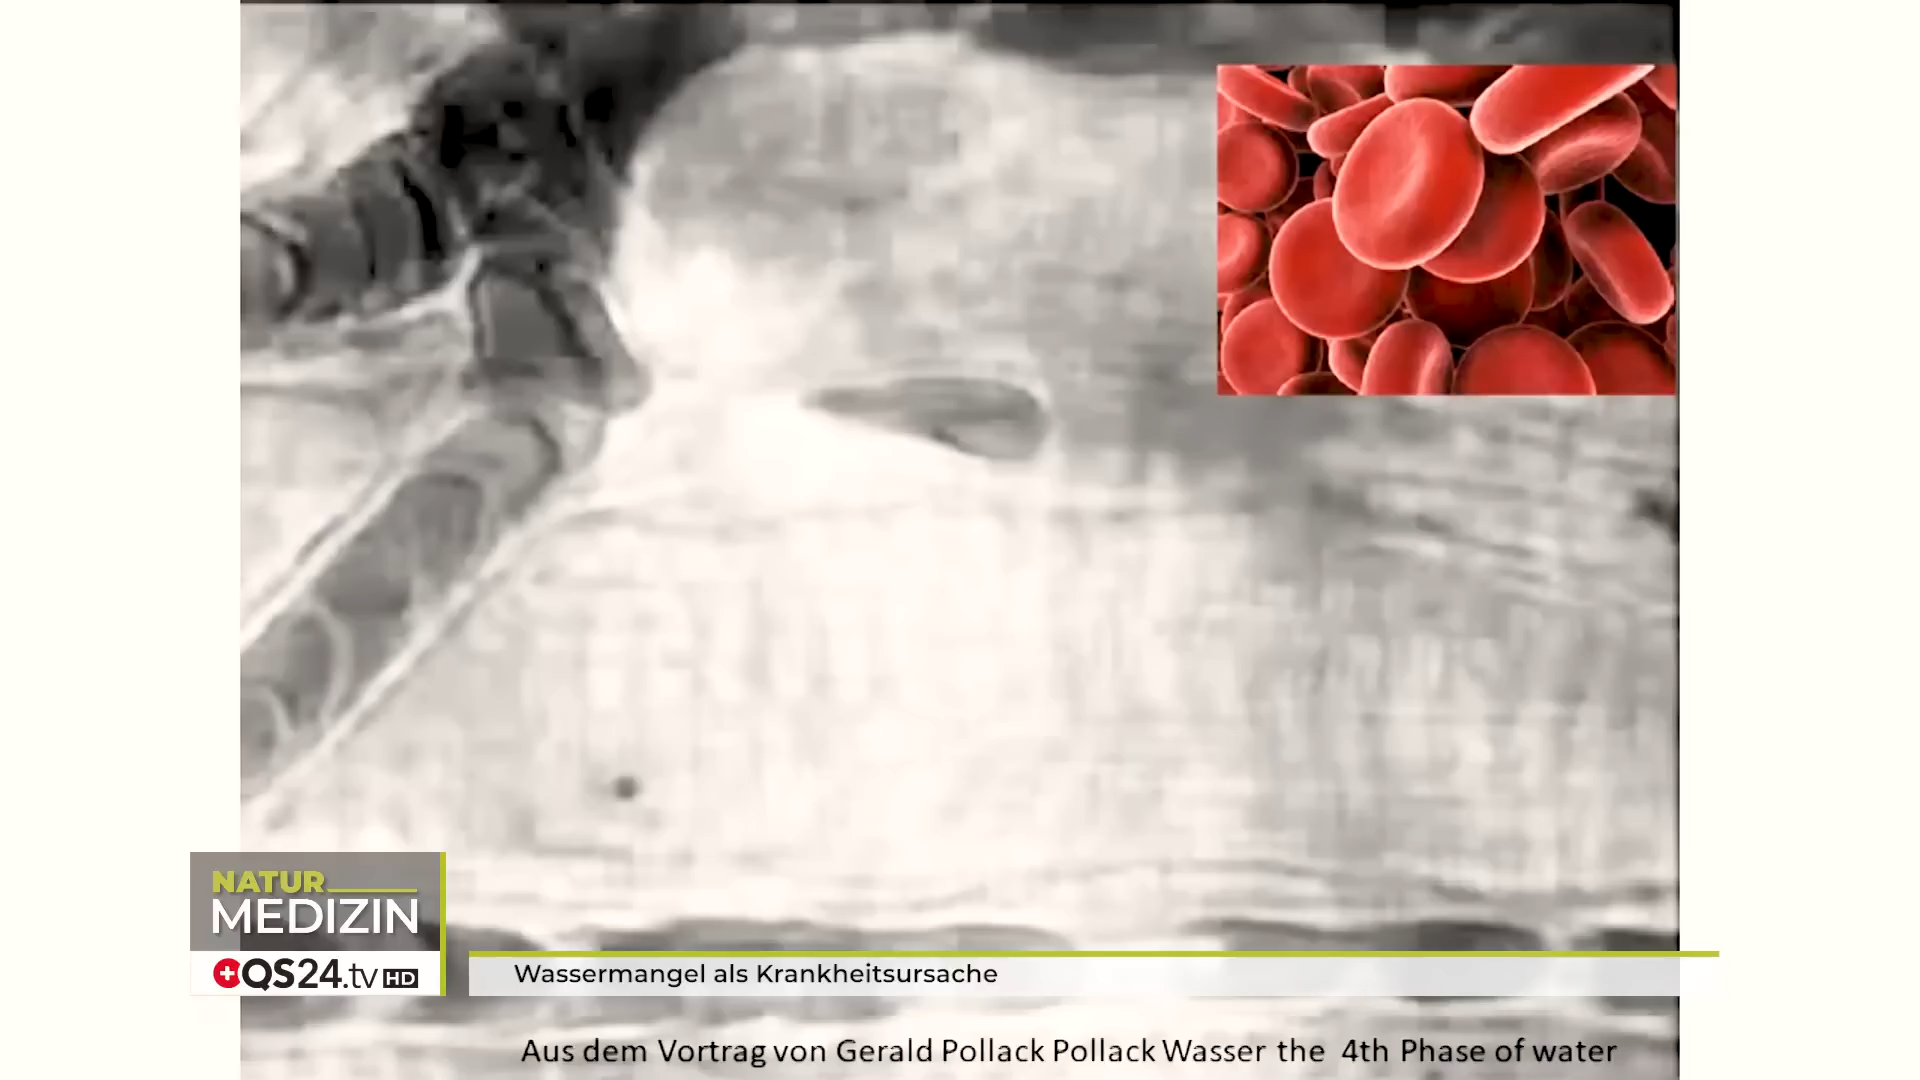 NATUR
MEDIZIN
QS24.tv HD
Wassermangel als Krankheitsursache
Aus dem Vortrag von Gerald Pollack Pollack Wasser the 4th Phase of water